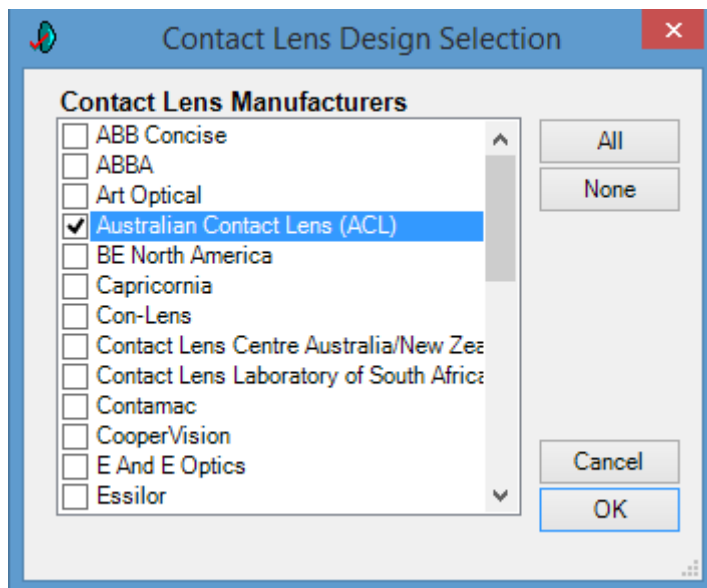 Contact Lens Design Selection
Contact Lens Manufacturers
ABB Concise
ABBA
Art Optical
Australian Contact Lens (ACL)
BE North America
Capricornia
Con-Lens
Contact Lens Centre Australia/New Zea
Contact Lens Laboratory of South Africa
Contamac
CooperVision
E And E Optics
Essilor
All
None
Cancel
OK